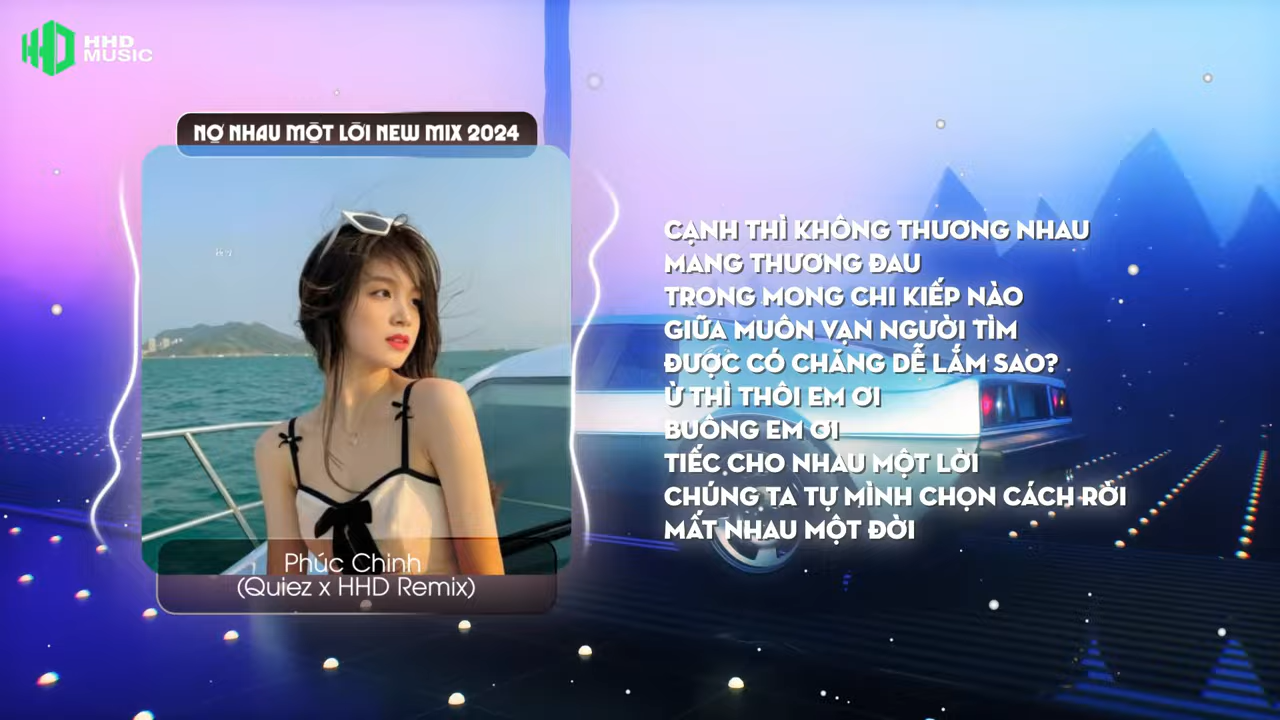 HHD
MUSIC
NỢ NHAU MỘT LỜI NEW MIX 2024
CẠNH THÌ KHÔNG THƯƠNG NHAU
MANG THƯƠNG ĐAU
TRONG MONG CHI KIẾP NÀO
GIỮA MUÔN VẠN NGƯỜI TÌM
ĐƯỢC CÓ CHĂNG DỄ LẮM SAO?
Ừ THÌ THÔI EM ƠI
BUÔNG EM ƠI
TIẾC CHO NHAU MỘT LỜI
CHÚNG TA TỰ MÌNH CHỌN CÁCH RỜI
MẤT NHAU MỘT ĐỜI
Phúc Chinh
(Quiez x HHD Remix)